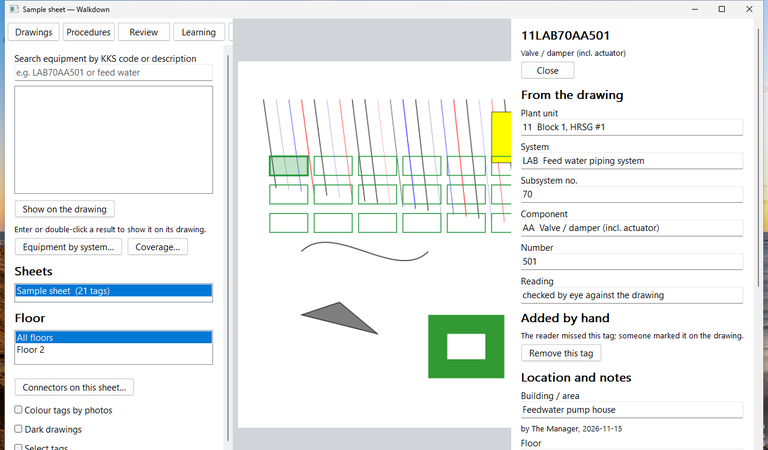 Sample sheet — Walkdown
Drawings
Procedures
Review
Learning
Search equipment by KKS code or description
e.g. LAB70AA501 or feed water
Show on the drawing
Enter or double-click a result to show it on its drawing.
Equipment by system...
Coverage...
Sheets
Sample sheet (21 tags)
Floor
All floors
Floor 2
Connectors on this sheet...
Colour tags by photos
Dark drawings
Select tags
11LAB70AA501
Valve / damper (incl. actuator)
Close
From the drawing
Plant unit
11 Block 1, HRSG #1
System
LAB Feed water piping system
Subsystem no.
70
Component
AA Valve / damper (incl. actuator)
Number
501
Reading
checked by eye against the drawing
Added by hand
The reader missed this tag; someone marked it on the drawing.
Remove this tag
Location and notes
Building / area
Feedwater pump house
by The Manager, 2026-11-15
Floor